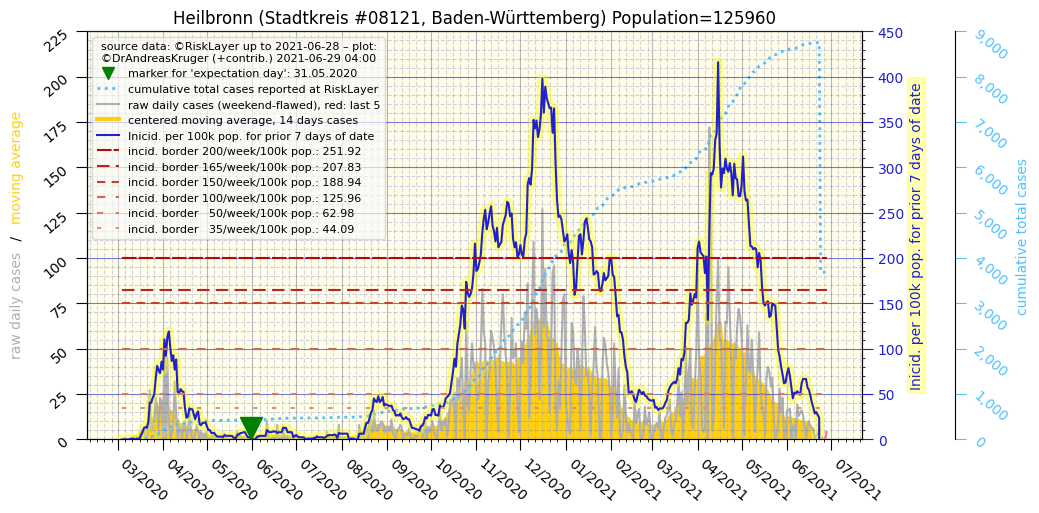 Heilbronn (Stadtkreis #08121, Baden-Württemberg) Population=125960
source data: ©RiskLayer up to 2021-06-28 – plot:
©DrAndreasKruger (+contrib.) 2021-06-29 04:00
marker for 'expectation day': 31.05.2020
cumulative total cases reported at RiskLayer
raw daily cases (weekend-flawed), red: last 5
centered moving average, 14 days cases
Inicid. per 100k pop. for prior 7 days of date
incid. border 200/week/100k pop.: 251.92
incid. border 165/week/100k pop.: 207.83
incid. border 150/week/100k pop.: 188.94
incid. border 100/week/100k pop.: 125.96
incid. border   50/week/100k pop.: 62.98
incid. border   35/week/100k pop.: 44.09
raw daily cases  /  moving average
225
200
175
150
125
100
75
50
25
0
03/2020
04/2020
05/2020
06/2020
07/2020
08/2020
09/2020
10/2020
11/2020
12/2020
01/2021
02/2021
03/2021
04/2021
05/2021
06/2021
07/2021
450
400
350
300
250
200
150
100
50
0
Inicid. per 100k pop. for prior 7 days of date
9,000
8,000
7,000
6,000
5,000
4,000
3,000
2,000
1,000
0
cumulative total cases